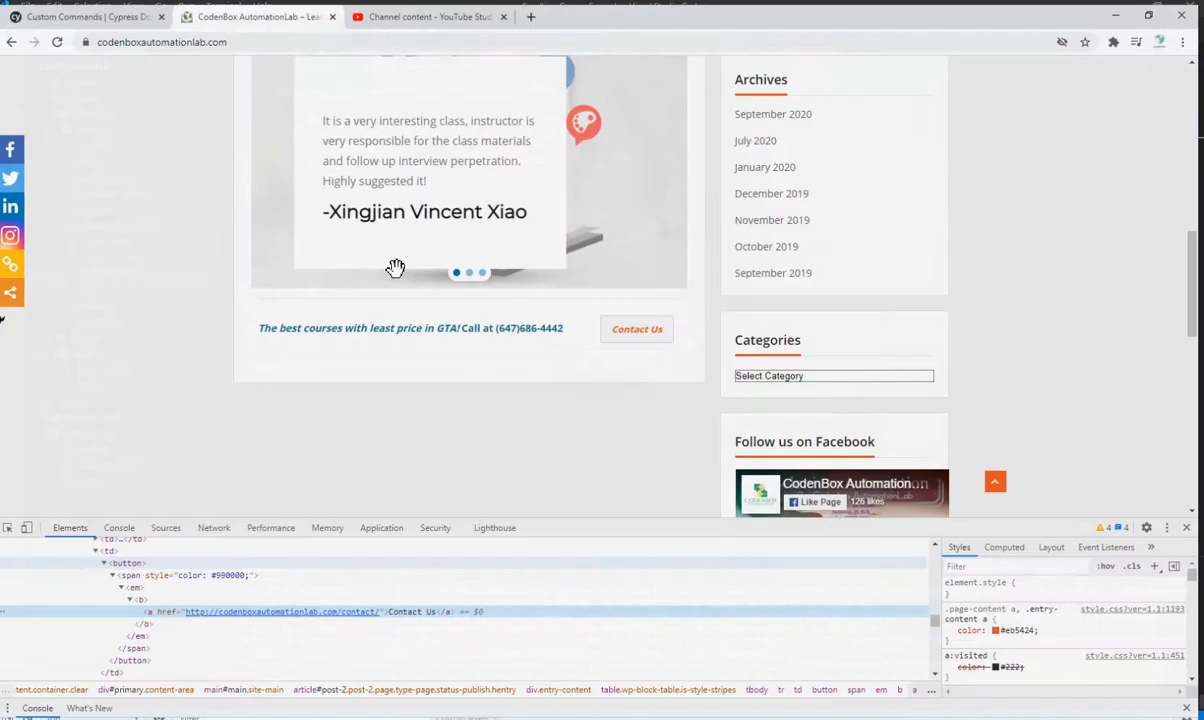 Custom Commands | Cypress Do
CodenBox AutomationLab – Lea
Channel content - YouTube Stud
codenboxautomationlab.com
It is a very interesting class, instructor is
very responsible for the class materials
and follow up interview perpetration.
Highly suggested it!
-Xingjian Vincent Xiao
The best courses with least price in GTA! Call at (647)686-4442
Contact Us
Archives
September 2020
July 2020
January 2020
December 2019
November 2019
October 2019
September 2019
Categories
Select Category
Follow us on Facebook
CodenBox Automation...
Like Page
126 likes
Elements Console Sources Network Performance Memory Application Security Lighthouse
4 4
<td>…</td>
<td>
<button>
<span style="color: #990000;">
<em>
<b>
<a href="http://codenboxautomationlab.com/contact/">Contact Us</a> == $0
</b>
</em>
</span>
</button>
</td>
... tent.container.clear div#primary.content-area main#main.site-main article#post-2.post-2.page.type-page.status-publish.hentry div.entry-content table.wp-block-table.is-style-stripes tbody tr td button span em b a ...
Styles Computed Layout Event Listeners
Filter :hov .cls +
element.style {
}
.page-content a, .entry-content a { style.css?ver=1.1:1193
color: #eb5424;
}
a:visited { style.css?ver=1.1:451
color: #222;
Console What's New